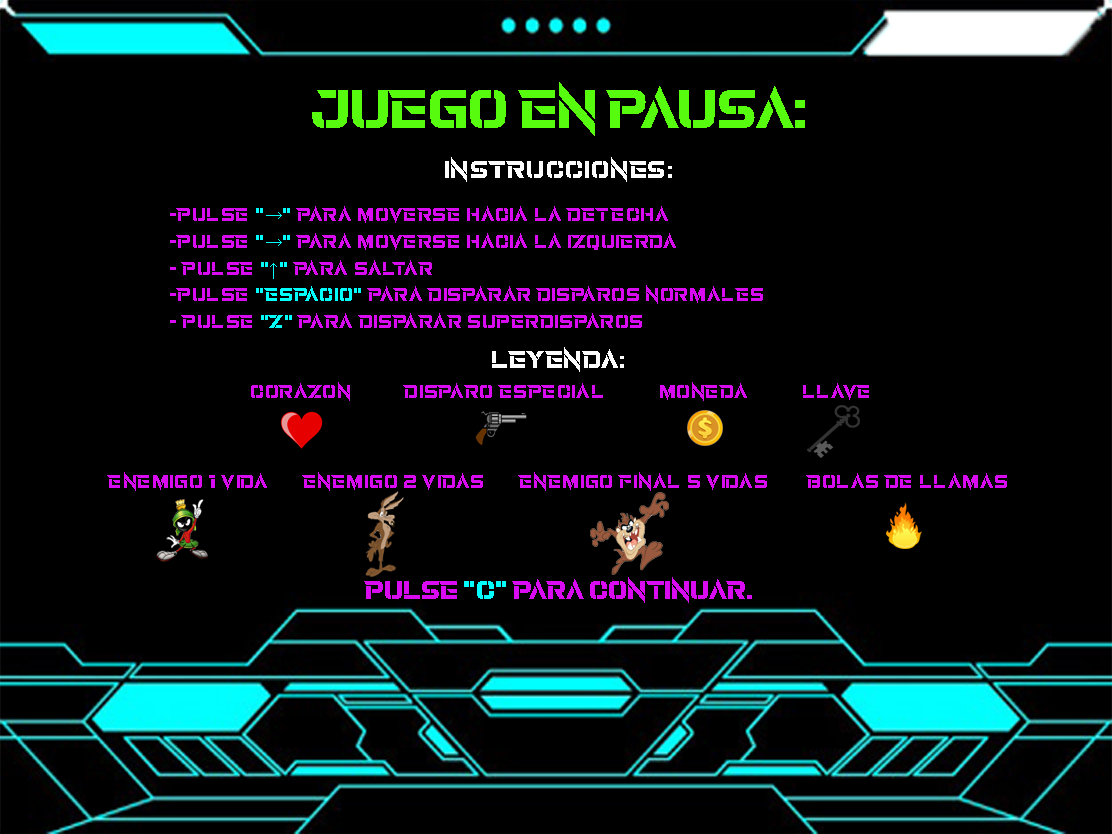 JUEGO EN PAUSA:
INSTRUCCIONES:
-PULSE "→" PARA MOVERSE HACIA LA DETECHA
-PULSE "→" PARA MOVERSE HACIA LA IZQUIERDA
- PULSE "↑" PARA SALTAR
-PULSE "ESPACIO" PARA DISPARAR DISPAROS NORMALES
- PULSE "Z" PARA DISPARAR SUPERDISPAROS
LEYENDA:
CORAZON DISPARO ESPECIAL MONEDA LLAVE
ENEMIGO 1 VIDA ENEMIGO 2 VIDAS ENEMIGO FINAL 5 VIDAS BOLAS DE LLAMAS
PULSE "C" PARA CONTINUAR.